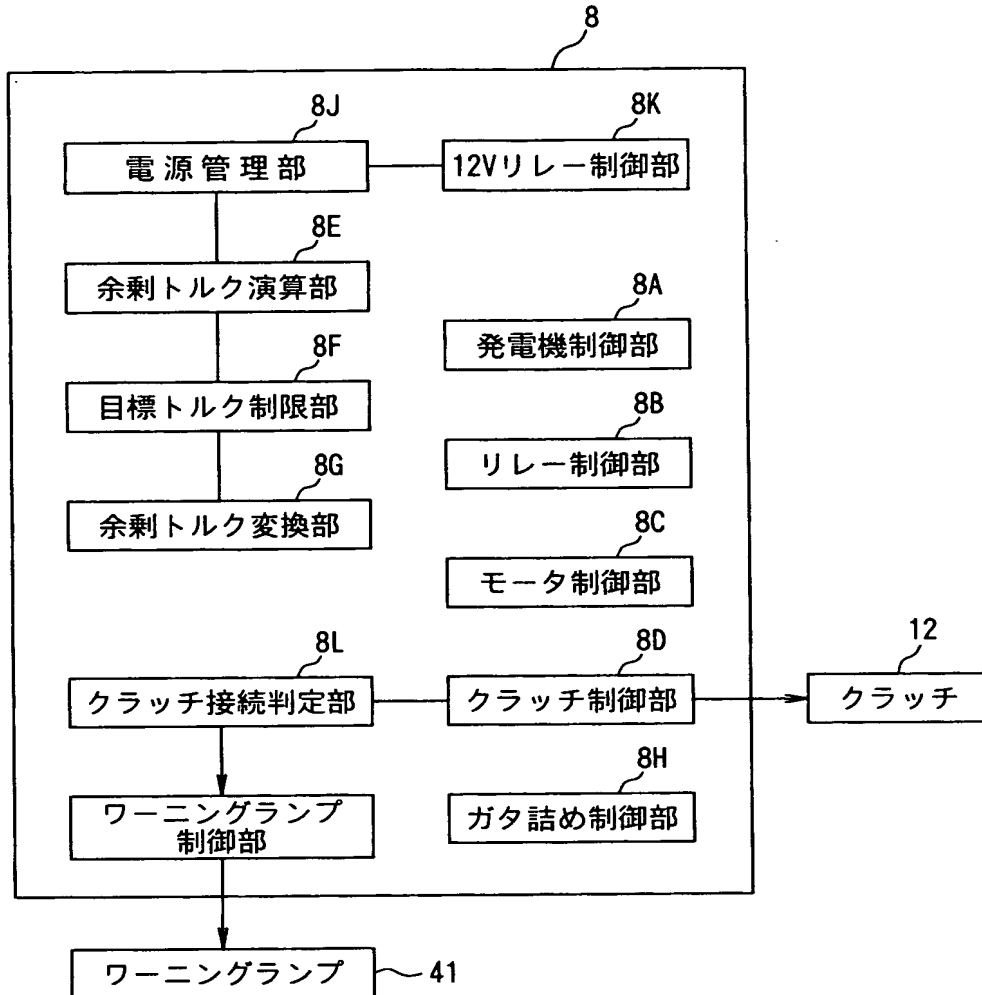 8
8J
電源管理部
8K
12Vリレー制御部
8E
余剰トルク演算部
8A
発電機制御部
8F
目標トルク制限部
8B
リレー制御部
8G
余剰トルク変換部
8C
モータ制御部
8L
クラッチ接続判定部
8D
クラッチ制御部
12
クラッチ
8H
ガタ詰め制御部
ワーニングランプ
制御部
ワーニングランプ
41